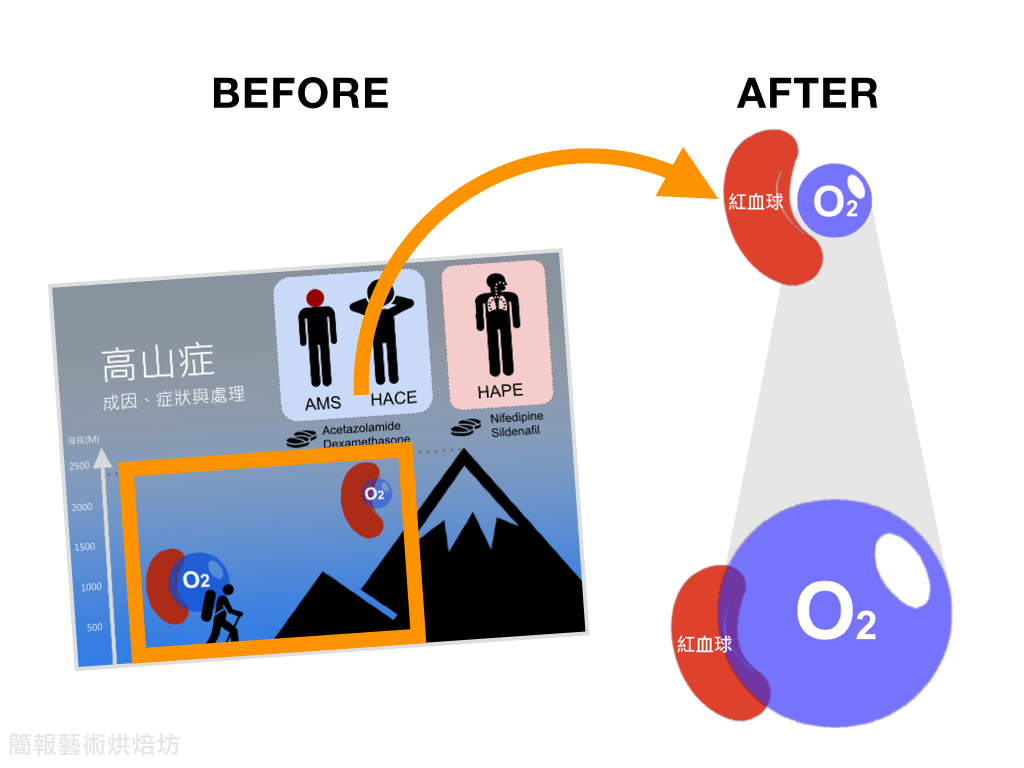 BEFORE
AFTER
紅血球
O2
高山症
成因、症狀與處理
AMS
HACE
HAPE
Acetazolamide
Dexamethasone
Nifedipine
Sildenafil
海拔(M)
2500
2000
1500
1000
500
O2
O2
紅血球
O2
簡報藝術烘焙坊